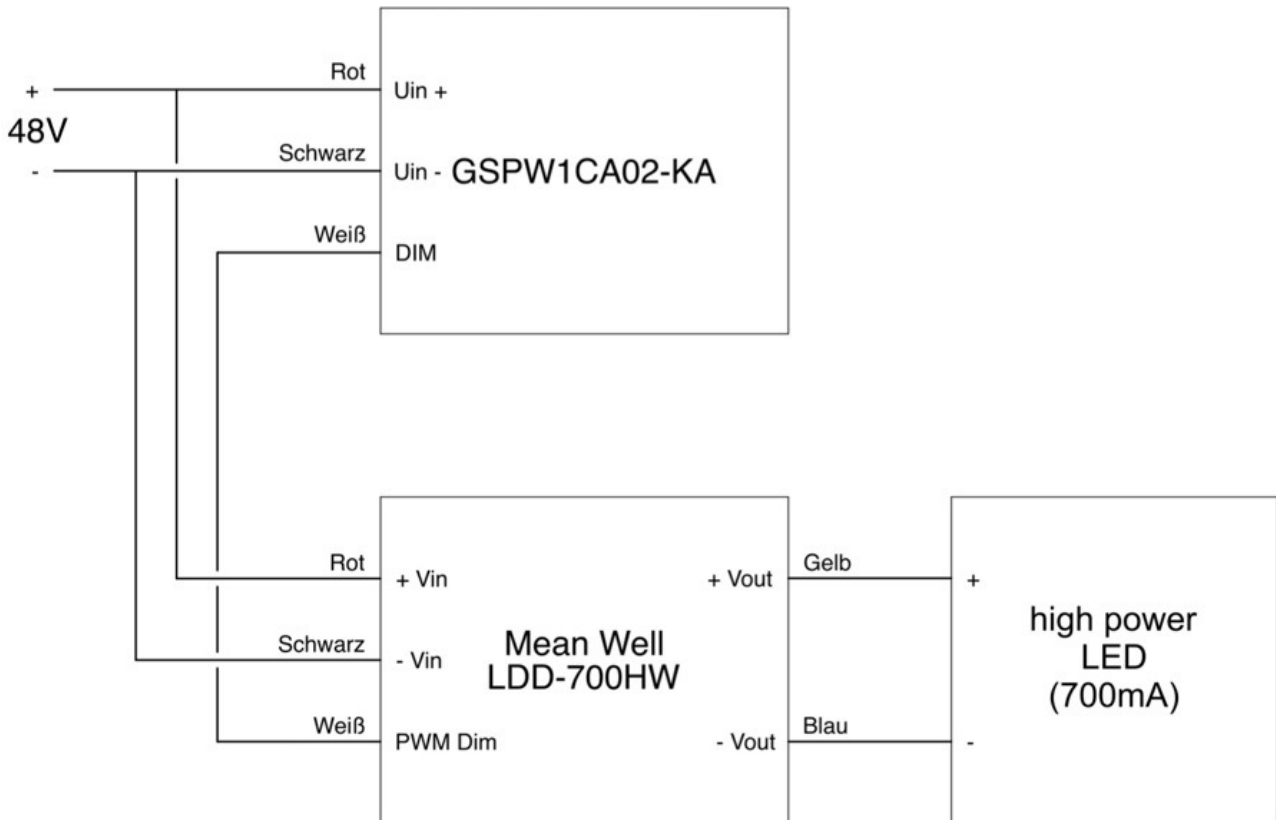 Rot
+
Uin +
48V
Schwarz
-
Uin -
GSPW1CA02-KA
Weiß
DIM
Rot
+ Vin
+ Vout
Gelb
+
Schwarz
- Vin
Mean Well
LDD-700HW
high power
LED
(700mA)
Weiß
PWM Dim
- Vout
Blau
-